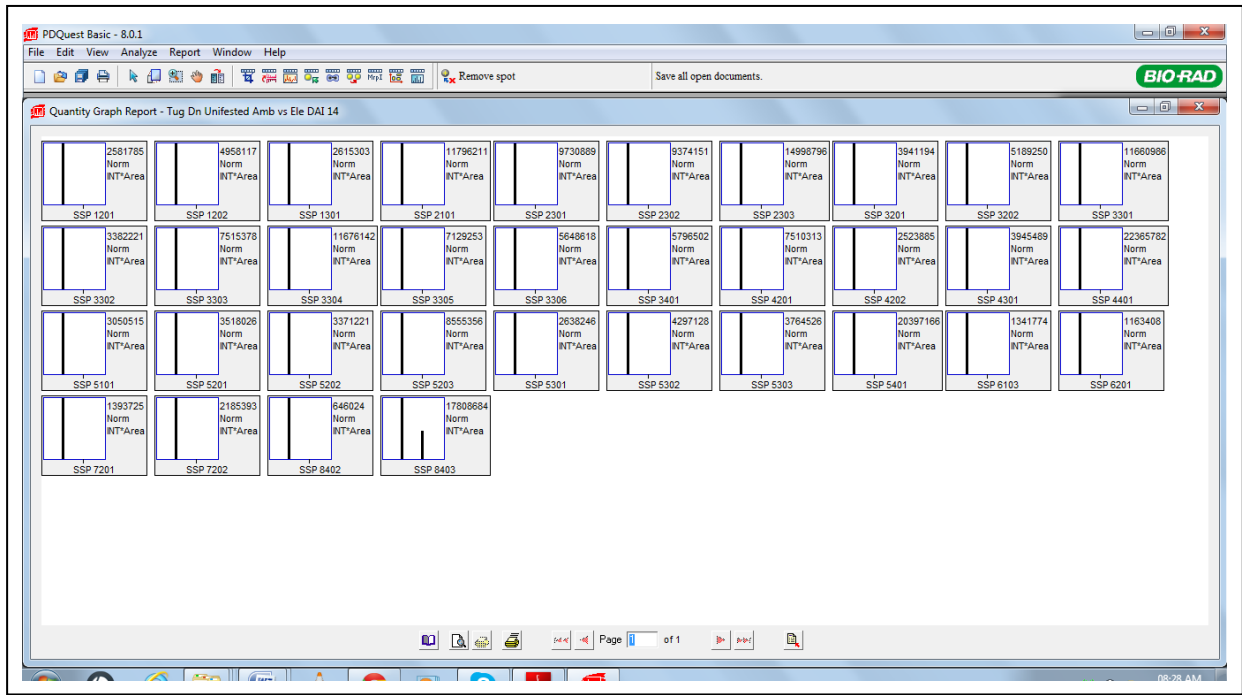 PDQuest Basic - 8.0.1
File Edit View Analyze Report Window Help
Remove spot Save all open documents. BIO-RAD
Quantity Graph Report - Tug Dn Unifested Amb vs Ele DAI 14
2581785 4958117 2615303 11796211 9730889 9374151 14998796 3941194 5189250 11660986
Norm Norm Norm Norm Norm Norm Norm Norm Norm Norm
INT*Area INT*Area INT*Area INT*Area INT*Area INT*Area INT*Area INT*Area INT*Area INT*Area
SSP 1201 SSP 1202 SSP 1301 SSP 2101 SSP 2301 SSP 2302 SSP 2303 SSP 3201 SSP 3202 SSP 3301
3382221 7515378 11676142 7129253 5648618 5796502 7510313 2523885 3945489 22365782
Norm Norm Norm Norm Norm Norm Norm Norm Norm Norm
INT*Area INT*Area INT*Area INT*Area INT*Area INT*Area INT*Area INT*Area INT*Area INT*Area
SSP 3302 SSP 3303 SSP 3304 SSP 3305 SSP 3306 SSP 3401 SSP 4201 SSP 4202 SSP 4301 SSP 4401
3050515 3518026 3371221 8555356 2638246 4297128 3764526 20397166 1341774 1163408
Norm Norm Norm Norm Norm Norm Norm Norm Norm Norm
INT*Area INT*Area INT*Area INT*Area INT*Area INT*Area INT*Area INT*Area INT*Area INT*Area
SSP 5101 SSP 5201 SSP 5202 SSP 5203 SSP 5301 SSP 5302 SSP 5303 SSP 5401 SSP 6103 SSP 6201
1393725 2185393 646024 17808684
Norm Norm Norm Norm
INT*Area INT*Area INT*Area INT*Area
SSP 7201 SSP 7202 SSP 8402 SSP 8403
Page 1 of 1
08:28 AM